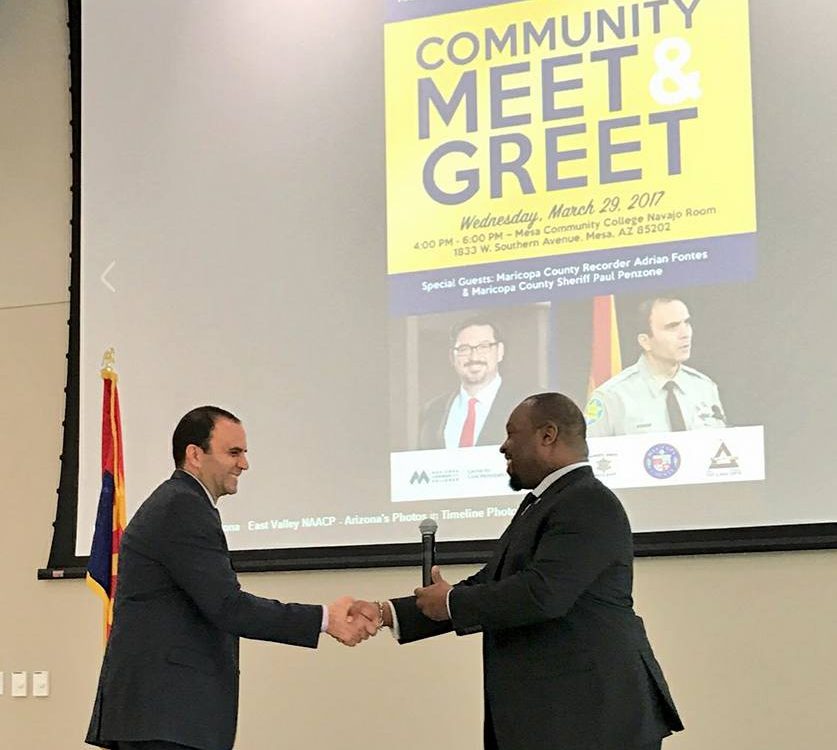 COMMUNITY
MEET &
GREET
Wednesday, March 29, 2017
4:00 PM - 6:00 PM – Mesa Community College Navajo Room
1833 W. Southern Avenue, Mesa, AZ 85202
Special Guests: Maricopa County Recorder Adrian Fontes
& Maricopa County Sheriff Paul Penzone
East Valley NAACP - Arizona's Photos in Timeline Photo